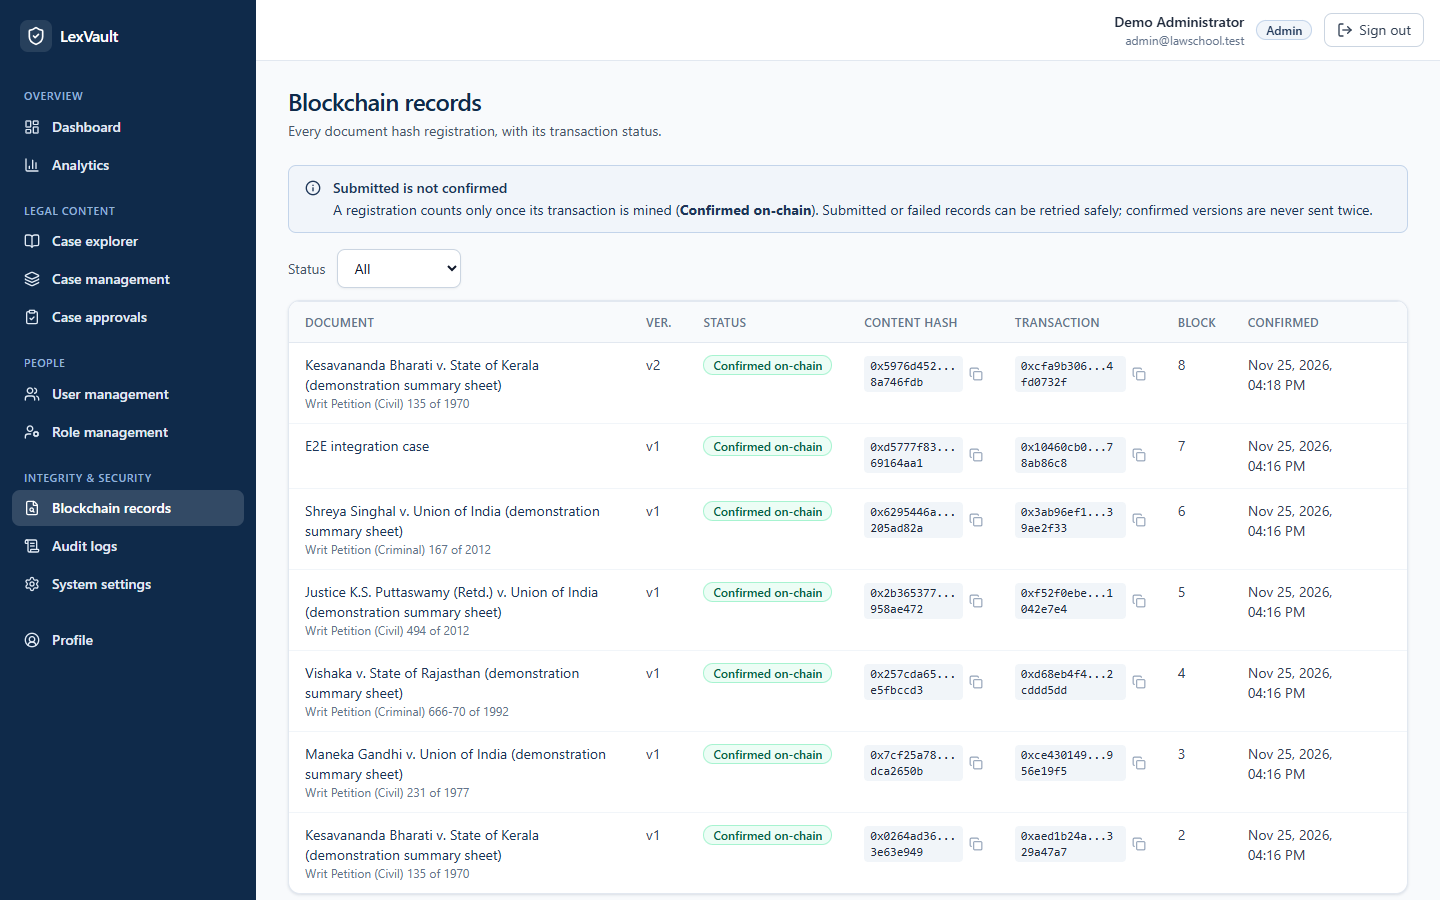 LexVault
OVERVIEW
Dashboard
Analytics
LEGAL CONTENT
Case explorer
Case management
Case approvals
PEOPLE
User management
Role management
INTEGRITY & SECURITY
Blockchain records
Audit logs
System settings
Profile
Demo Administrator
admin@lawschool.test
Admin
Sign out
Blockchain records
Every document hash registration, with its transaction status.
Submitted is not confirmed
A registration counts only once its transaction is mined (Confirmed on-chain). Submitted or failed records can be retried safely; confirmed versions are never sent twice.
Status All
DOCUMENT VER. STATUS CONTENT HASH TRANSACTION BLOCK CONFIRMED
Kesavananda Bharati v. State of Kerala v2 Confirmed on-chain 0x5976d452... 0xcfa9b306...4 8 Nov 25, 2026,
(demonstration summary sheet) 8a746fdb fd0732f 04:18 PM
Writ Petition (Civil) 135 of 1970
E2E integration case v1 Confirmed on-chain 0xd5777f83... 0x10460cb0...7 7 Nov 25, 2026,
69164aa1 8ab86c8 04:16 PM
Shreya Singhal v. Union of India (demonstration v1 Confirmed on-chain 0x6295446a... 0x3ab96ef1...3 6 Nov 25, 2026,
summary sheet) 205ad82a 9ae2f33 04:16 PM
Writ Petition (Criminal) 167 of 2012
Justice K.S. Puttaswamy (Retd.) v. Union of India v1 Confirmed on-chain 0x2b365377... 0xf52f0ebe...1 5 Nov 25, 2026,
(demonstration summary sheet) 958ae472 042e7e4 04:16 PM
Writ Petition (Civil) 494 of 2012
Vishaka v. State of Rajasthan (demonstration v1 Confirmed on-chain 0x257cda65... 0xd68eb4f4...2 4 Nov 25, 2026,
summary sheet) e5fbccd3 cddd5dd 04:16 PM
Writ Petition (Criminal) 666-70 of 1992
Maneka Gandhi v. Union of India (demonstration v1 Confirmed on-chain 0x7cf25a78... 0xce430149...9 3 Nov 25, 2026,
summary sheet) dca2650b 56e19f5 04:16 PM
Writ Petition (Civil) 231 of 1977
Kesavananda Bharati v. State of Kerala v1 Confirmed on-chain 0x0264ad36... 0xaed1b24a...3 2 Nov 25, 2026,
(demonstration summary sheet) 3e63e949 29a47a7 04:16 PM
Writ Petition (Civil) 135 of 1970